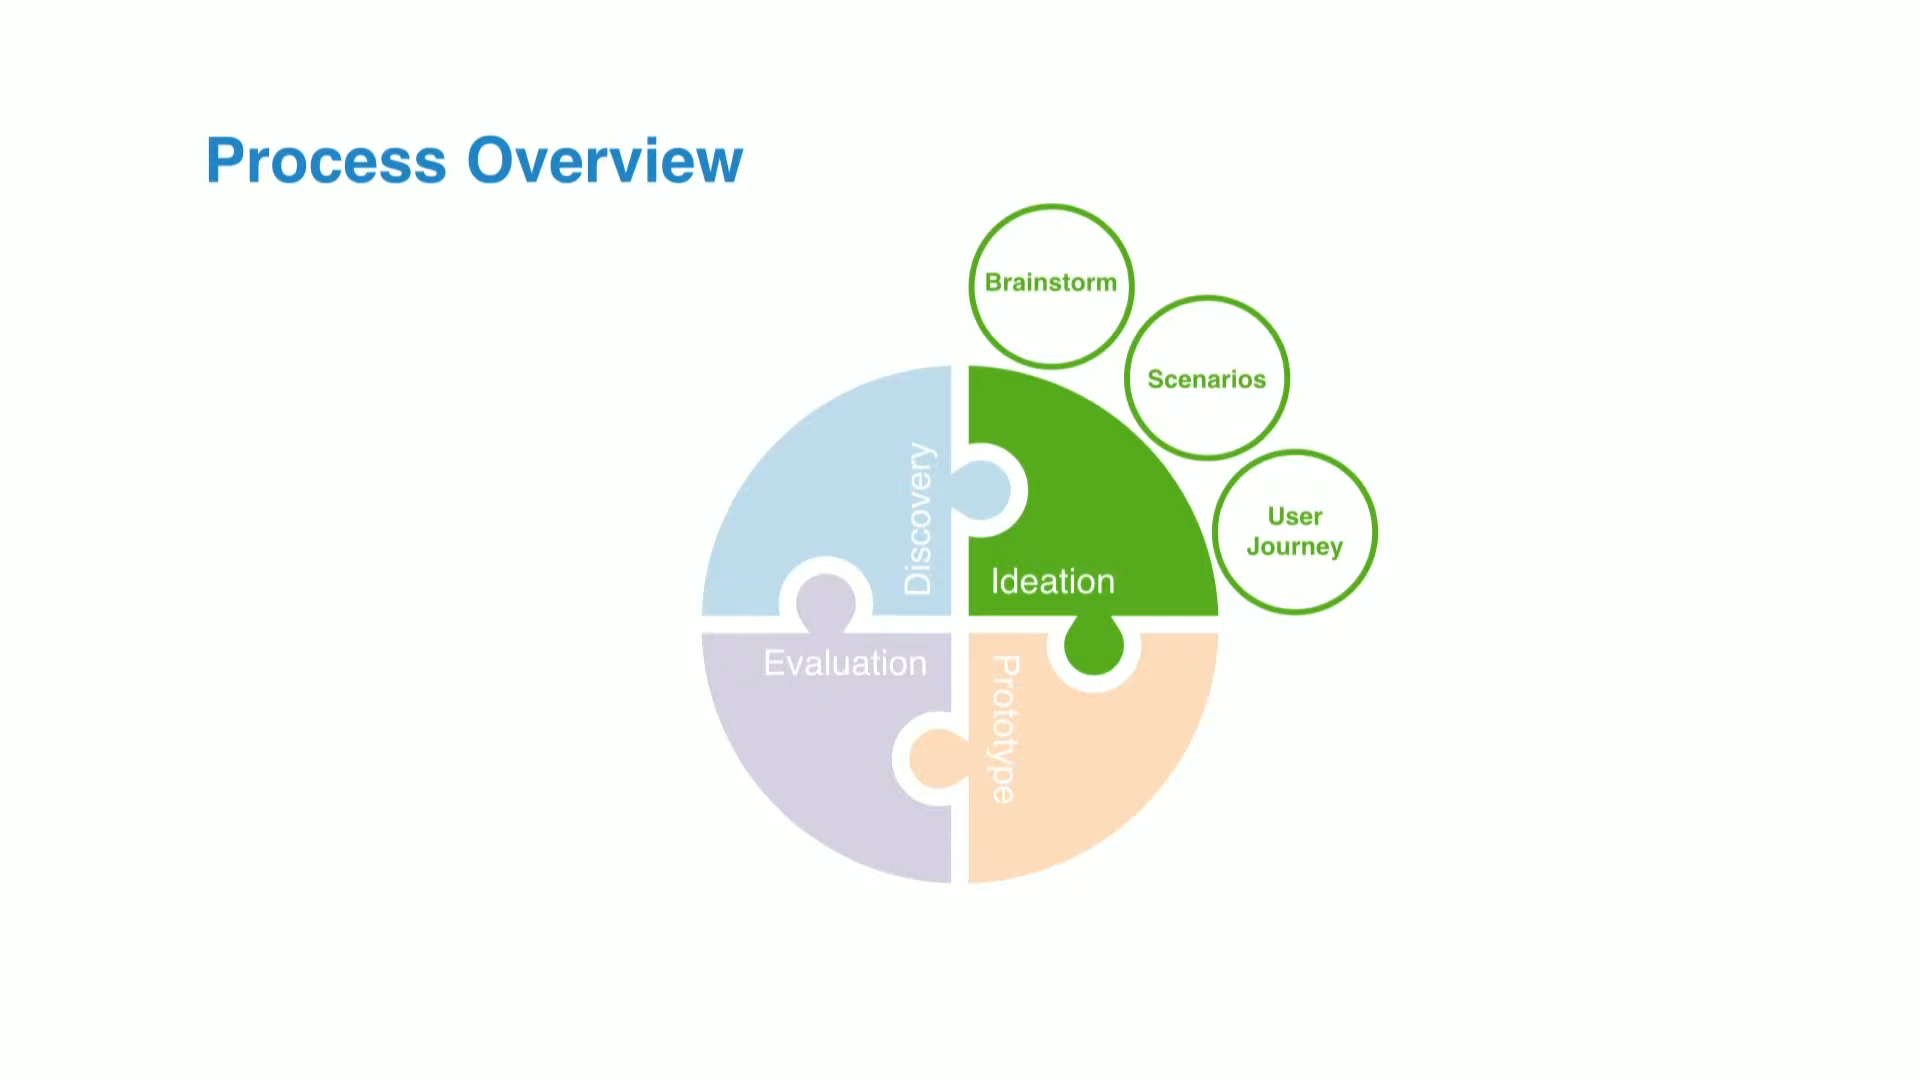 Process Overview
Brainstorm
Scenarios
User
Journey
Discovery
Ideation
Evaluation
Prototype